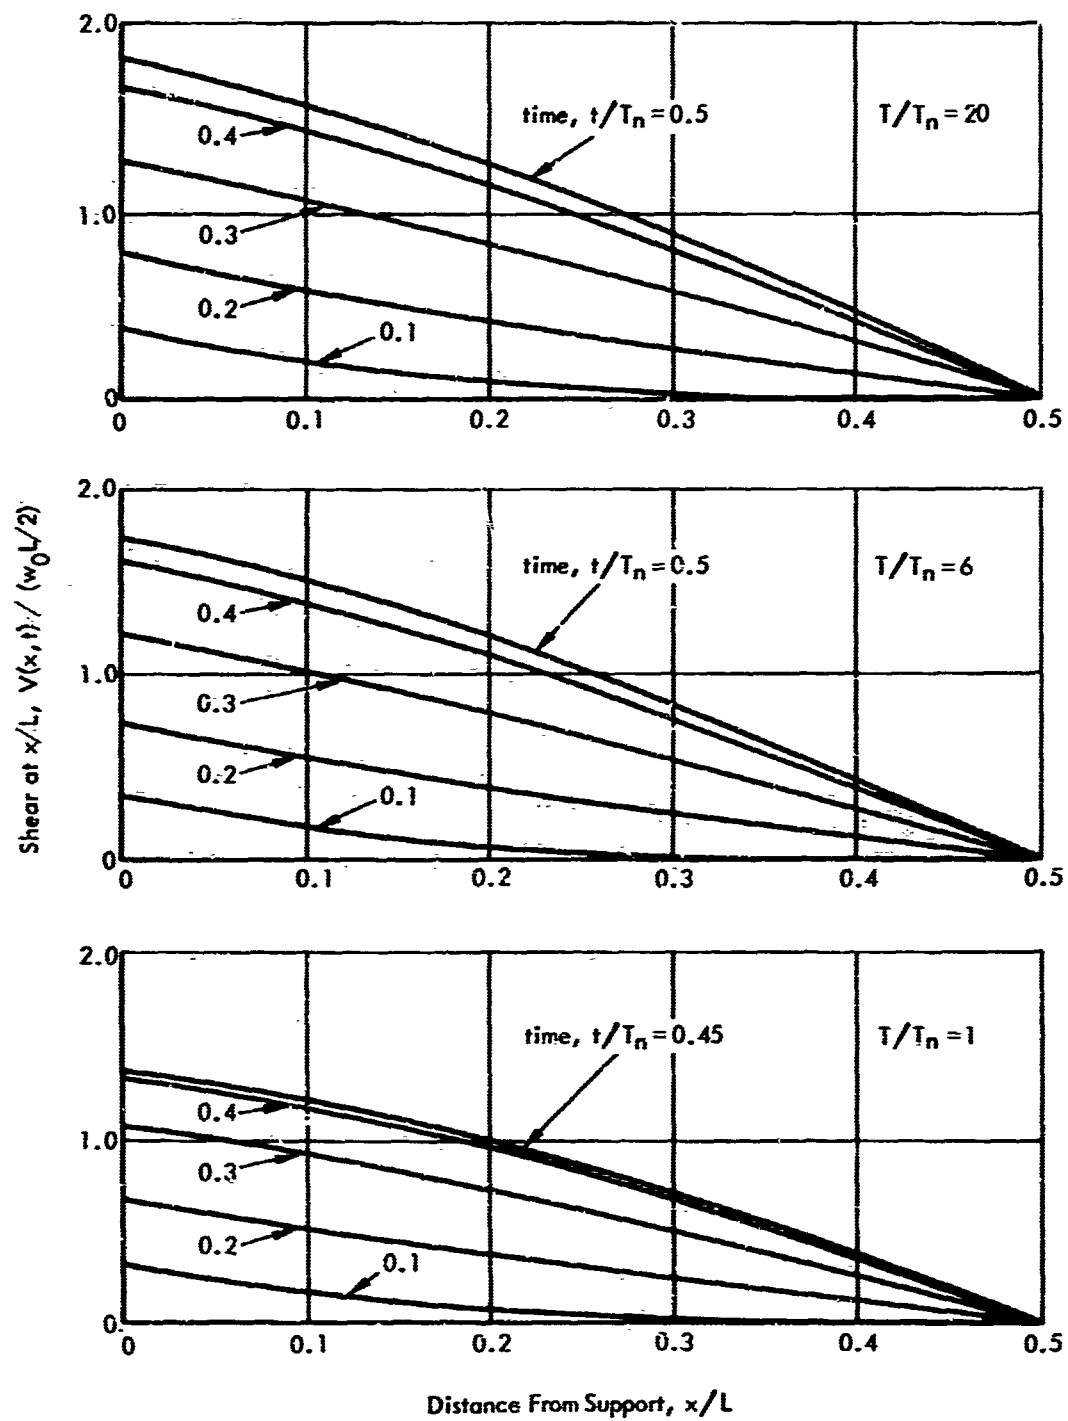 2.0
time, t/Tn = 0.5
T/Tn = 20
0.4
1.0
0.3
0.2
0.1
0
0 0.1 0.2 0.3 0.4 0.5
Shear at x/L, V(x,t) / (w0L/2)
2.0
time, t/Tn = 0.5
T/Tn = 6
0.4
1.0
0.3
0.2
0.1
0
0 0.1 0.2 0.3 0.4 0.5
2.0
time, t/Tn = 0.45
T/Tn = 1
0.4
1.0
0.3
0.2
0.1
0
0 0.1 0.2 0.3 0.4 0.5
Distance From Support, x/L